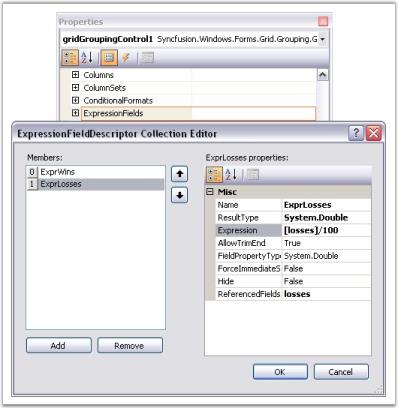 Properties
gridGroupingControl1 Syncfusion.Windows.Forms.Grid.Grouping.G
Columns
ColumnSets
ConditionalFormats
ExpressionFields
ExpressionFieldDescriptor Collection Editor
Members:
0 ExprWins
1 ExprLosses
Add Remove
ExprLosses properties:
Misc
Name ExprLosses
ResultType System.Double
Expression [losses]/100
AllowTrimEnd True
FieldPropertyType System.Double
ForceImmediateS False
Hide False
ReferencedFields losses
OK Cancel